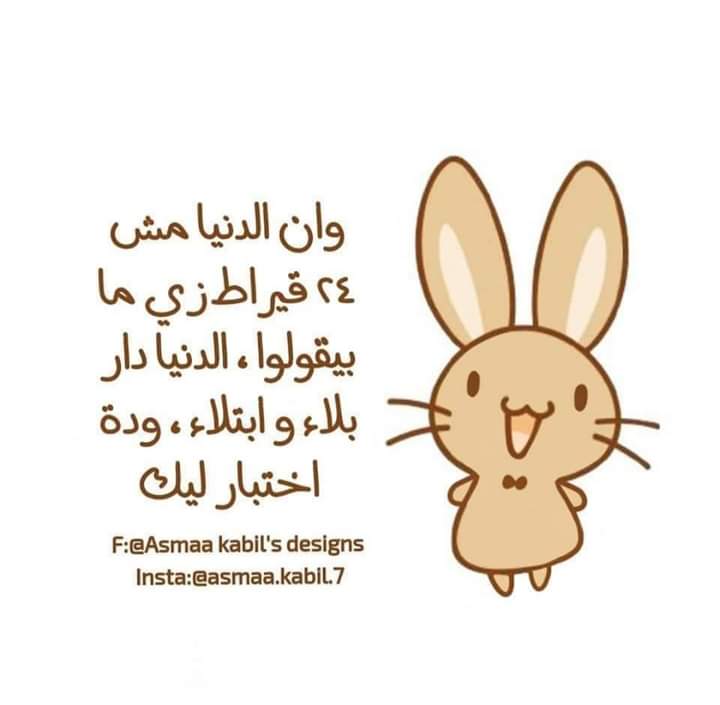 وان الدنيا مش
٢٤ قيراط زي ما
بيقولوا ، الدنيا دار
بلاء و ابتلاء ، ودة
اختبار ليك
F:@Asmaa kabil's designs
Insta:@asmaa.kabil.7